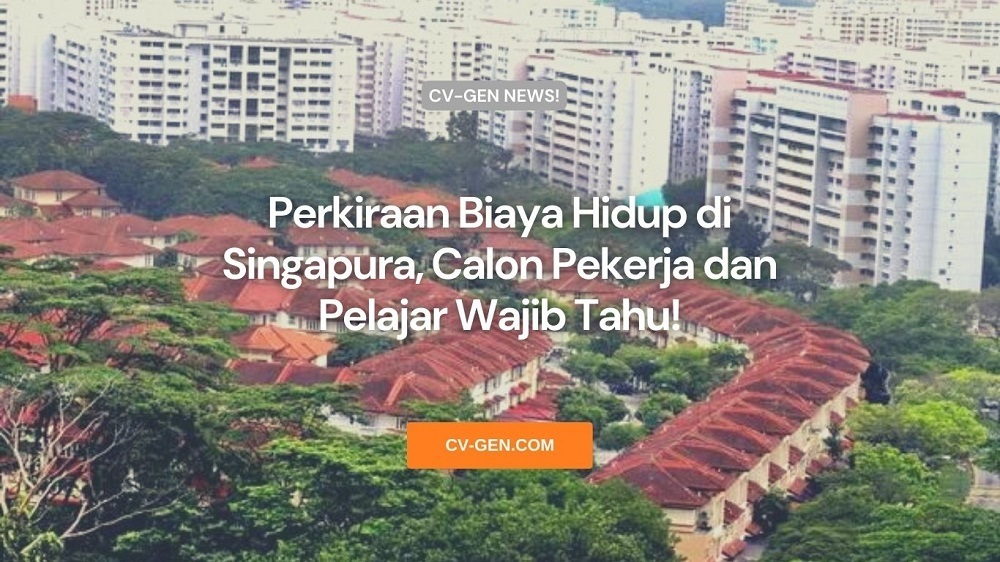 CV-GEN NEWS!
Perkiraan Biaya Hidup di
Singapura, Calon Pekerja dan
Pelajar Wajib Tahu!
CV-GEN.COM